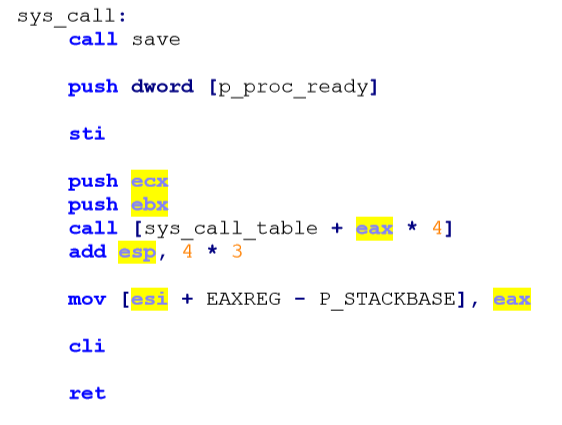 sys_call:
call save
push dword [p_proc_ready]
sti
push ecx
push ebx
call [sys_call_table + eax * 4]
add esp, 4 * 3
mov [esi + EAXREG - P_STACKBASE], eax
cli
ret